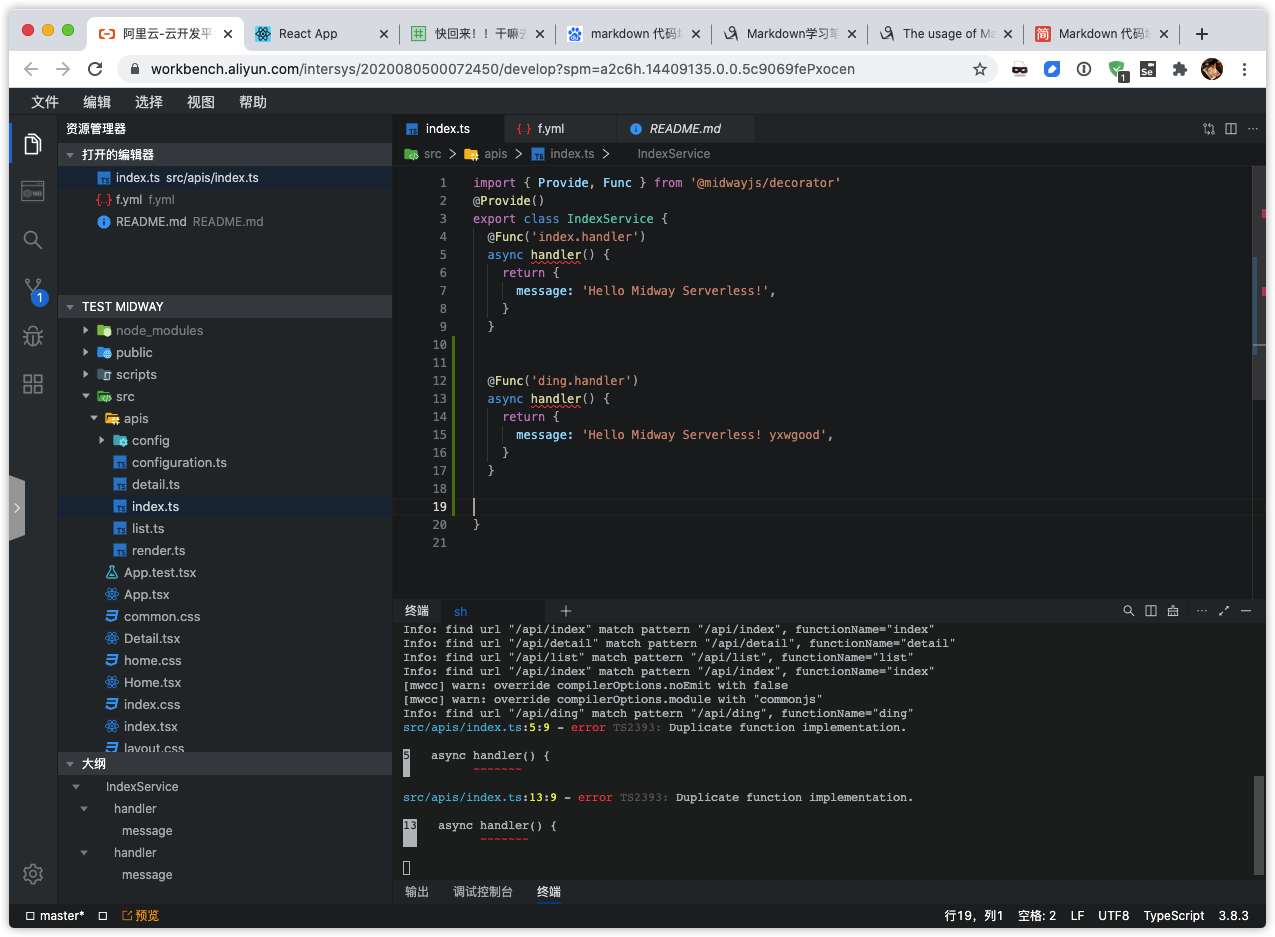 阿里云-云开发平
React App
快回来！！干嘛去
markdown 代码块
Markdown学习笔
The usage of Ma
Markdown 代码块
workbench.aliyun.com/intersys/2020080500072450/develop?spm=a2c6h.14409135.0.0.5c9069fePxocen
文件 编辑 选择 视图 帮助
资源管理器
打开的编辑器
index.ts src/apis/index.ts
f.yml f.yml
README.md README.md
1
TEST MIDWAY
node_modules
public
scripts
src
apis
config
configuration.ts
detail.ts
index.ts
list.ts
render.ts
App.test.tsx
App.tsx
common.css
Detail.tsx
home.css
Home.tsx
index.css
index.tsx
layout.css
大纲
IndexService
handler
message
handler
message
index.ts
f.yml
README.md
src > apis > index.ts > IndexService
1 import { Provide, Func } from '@midwayjs/decorator'
2 @Provide()
3 export class IndexService {
4 @Func('index.handler')
5 async handler() {
6 return {
7 message: 'Hello Midway Serverless!',
8 }
9 }
10
11
12 @Func('ding.handler')
13 async handler() {
14 return {
15 message: 'Hello Midway Serverless! yxwgood',
16 }
17 }
18
19
20 }
21
终端 sh
Info: find url "/api/index" match pattern "/api/index", functionName="index"
Info: find url "/api/detail" match pattern "/api/detail", functionName="detail"
Info: find url "/api/list" match pattern "/api/list", functionName="list"
Info: find url "/api/index" match pattern "/api/index", functionName="index"
[mwcc] warn: override compilerOptions.noEmit with false
[mwcc] warn: override compilerOptions.module with "commonjs"
Info: find url "/api/ding" match pattern "/api/ding", functionName="ding"
src/apis/index.ts:5:9 - error TS2393: Duplicate function implementation.
5 async handler() {
~~~~~~~
src/apis/index.ts:13:9 - error TS2393: Duplicate function implementation.
13 async handler() {
~~~~~~~
输出 调试控制台 终端
master* 预览 行19，列1 空格: 2 LF UTF8 TypeScript 3.8.3